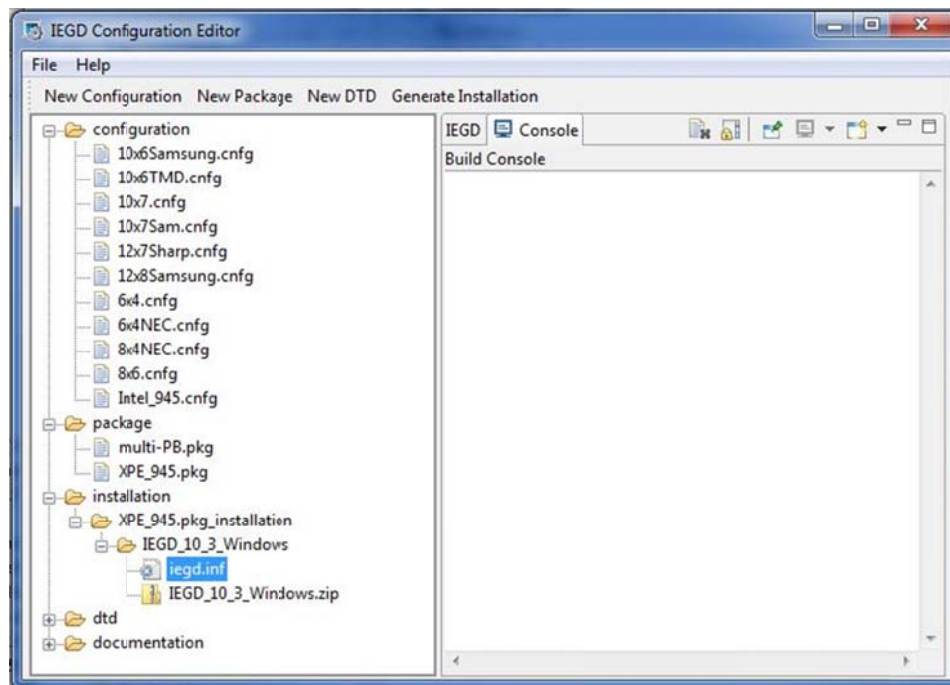 IEGD Configuration Editor
File Help
New Configuration New Package New DTD Generate Installation
configuration
10x6Samsung.cnfg
10x6TMD.cnfg
10x7.cnfg
10x7Sam.cnfg
12x7Sharp.cnfg
12x8Samsung.cnfg
6x4.cnfg
6x4NEC.cnfg
8x4NEC.cnfg
8x6.cnfg
Intel_945.cnfg
package
multi-PB.pkg
XPE_945.pkg
installation
XPE_945.pkg_installation
IEGD_10_3_Windows
iegd.inf
IEGD_10_3_Windows.zip
dtd
documentation
IEGD Console
Build Console